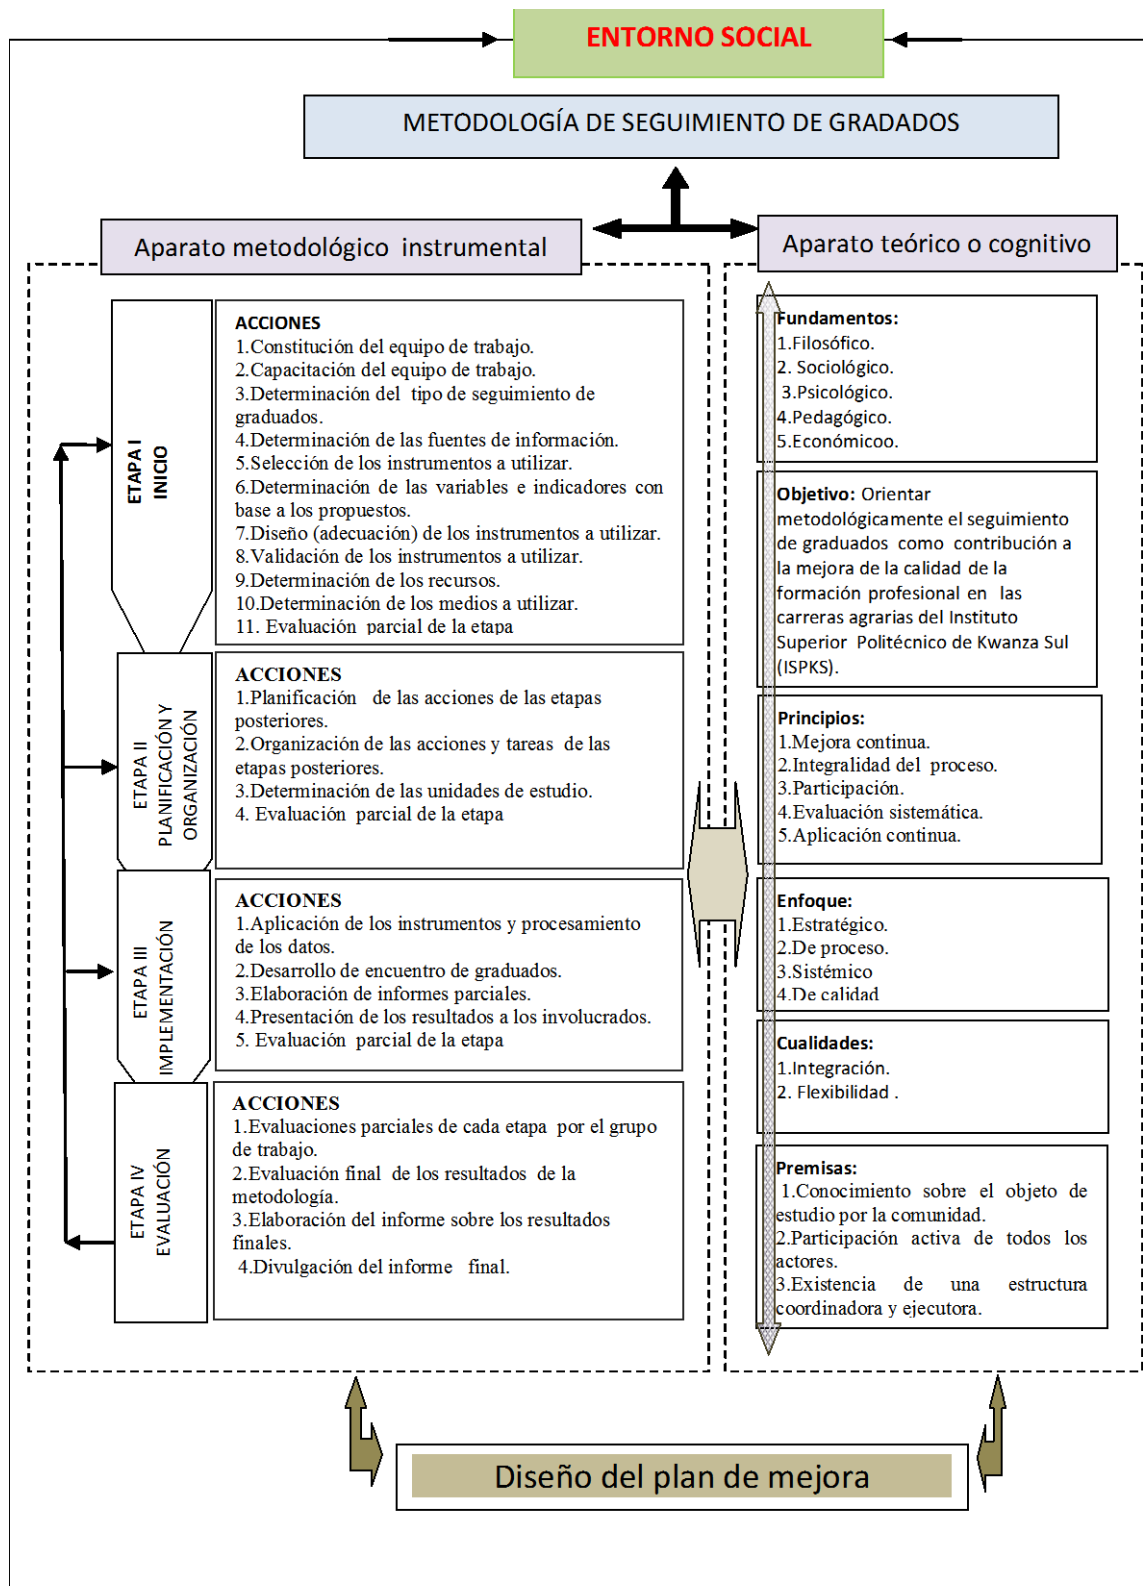 ENTORNO SOCIAL
METODOLOGÍA DE SEGUIMIENTO DE GRADADOS
Aparato metodológico instrumental
ETAPA I
INICIO
ACCIONES
1.Constitución del equipo de trabajo.
2.Capacitación del equipo de trabajo.
3.Determinación del tipo de seguimiento de
graduados.
4.Determinación de las fuentes de información.
5.Selección de los instrumentos a utilizar.
6.Determinación de las variables e indicadores con
base a los propuestos.
7.Diseño (adecuación) de los instrumentos a utilizar.
8.Validación de los instrumentos a utilizar.
9.Determinación de los recursos.
10.Determinación de los medios a utilizar.
11. Evaluación parcial de la etapa
ETAPA II
PLANIFICACIÓN Y
ORGANIZACIÓN
ACCIONES
1.Planificación de las acciones de las etapas
posteriores.
2.Organización de las acciones y tareas de las
etapas posteriores.
3.Determinación de las unidades de estudio.
4. Evaluación parcial de la etapa
ETAPA III
IMPLEMENTACIÓN
ACCIONES
1.Aplicación de los instrumentos y procesamiento
de los datos.
2.Desarrollo de encuentro de graduados.
3.Elaboración de informes parciales.
4.Presentación de los resultados a los involucrados.
5. Evaluación parcial de la etapa
ETAPA IV
EVALUACIÓN
ACCIONES
1.Evaluaciones parciales de cada etapa por el grupo
de trabajo.
2.Evaluación final de los resultados de la
metodología.
3.Elaboración del informe sobre los resultados
finales.
4.Divulgación del informe final.
Aparato teórico o cognitivo
Fundamentos:
1.Filosófico.
2. Sociológico.
3.Psicológico.
4.Pedagógico.
5.Económicoo.
Objetivo: Orientar
metodológicamente el seguimiento
de graduados como contribución a
la mejora de la calidad de la
formación profesional en las
carreras agrarias del Instituto
Superior Politécnico de Kwanza Sul
(ISPKS).
Principios:
1.Mejora continua.
2.Integralidad del proceso.
3.Participación.
4.Evaluación sistemática.
5.Aplicación continua.
Enfoque:
1.Estratégico.
2.De proceso.
3.Sistémico
4.De calidad
Cualidades:
1.Integración.
2. Flexibilidad .
Premisas:
1.Conocimiento sobre el objeto de
estudio por la comunidad.
2.Participación activa de todos los
actores.
3.Existencia de una estructura
coordinadora y ejecutora.
Diseño del plan de mejora